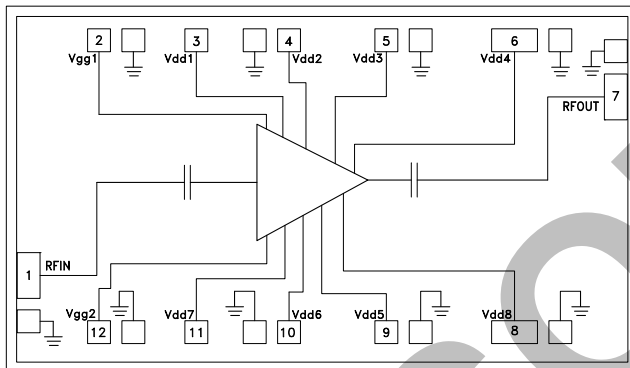 2 3 4 5 6
Vgg1 Vdd1 Vdd2 Vdd3 Vdd4
7
RFOUT
1 RFIN
Vgg2 Vdd7 Vdd6 Vdd5 Vdd8
12 11 10 9 8